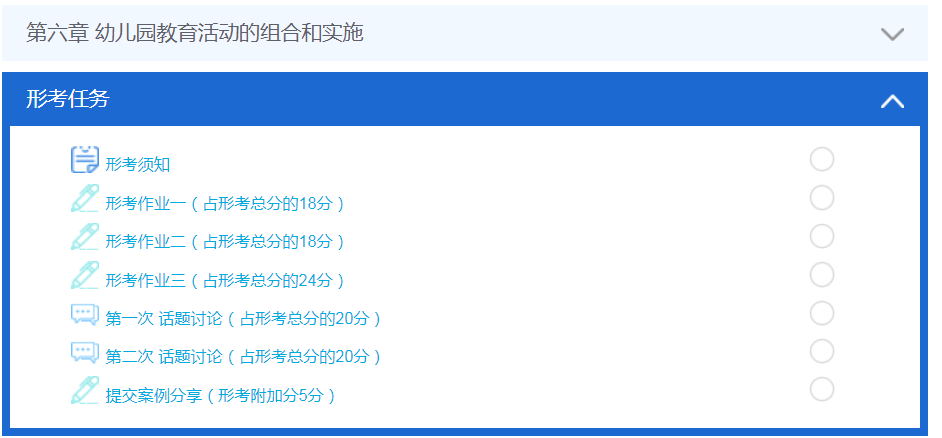 第六章 幼儿园教育活动的组合和实施
形考任务
形考须知
形考作业一（占形考总分的18分）
形考作业二（占形考总分的18分）
形考作业三（占形考总分的24分）
第一次 话题讨论（占形考总分的20分）
第二次 话题讨论（占形考总分的20分）
提交案例分享（形考附加分5分）